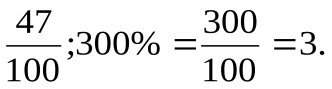 47/100;300% = 300/100 = 3.